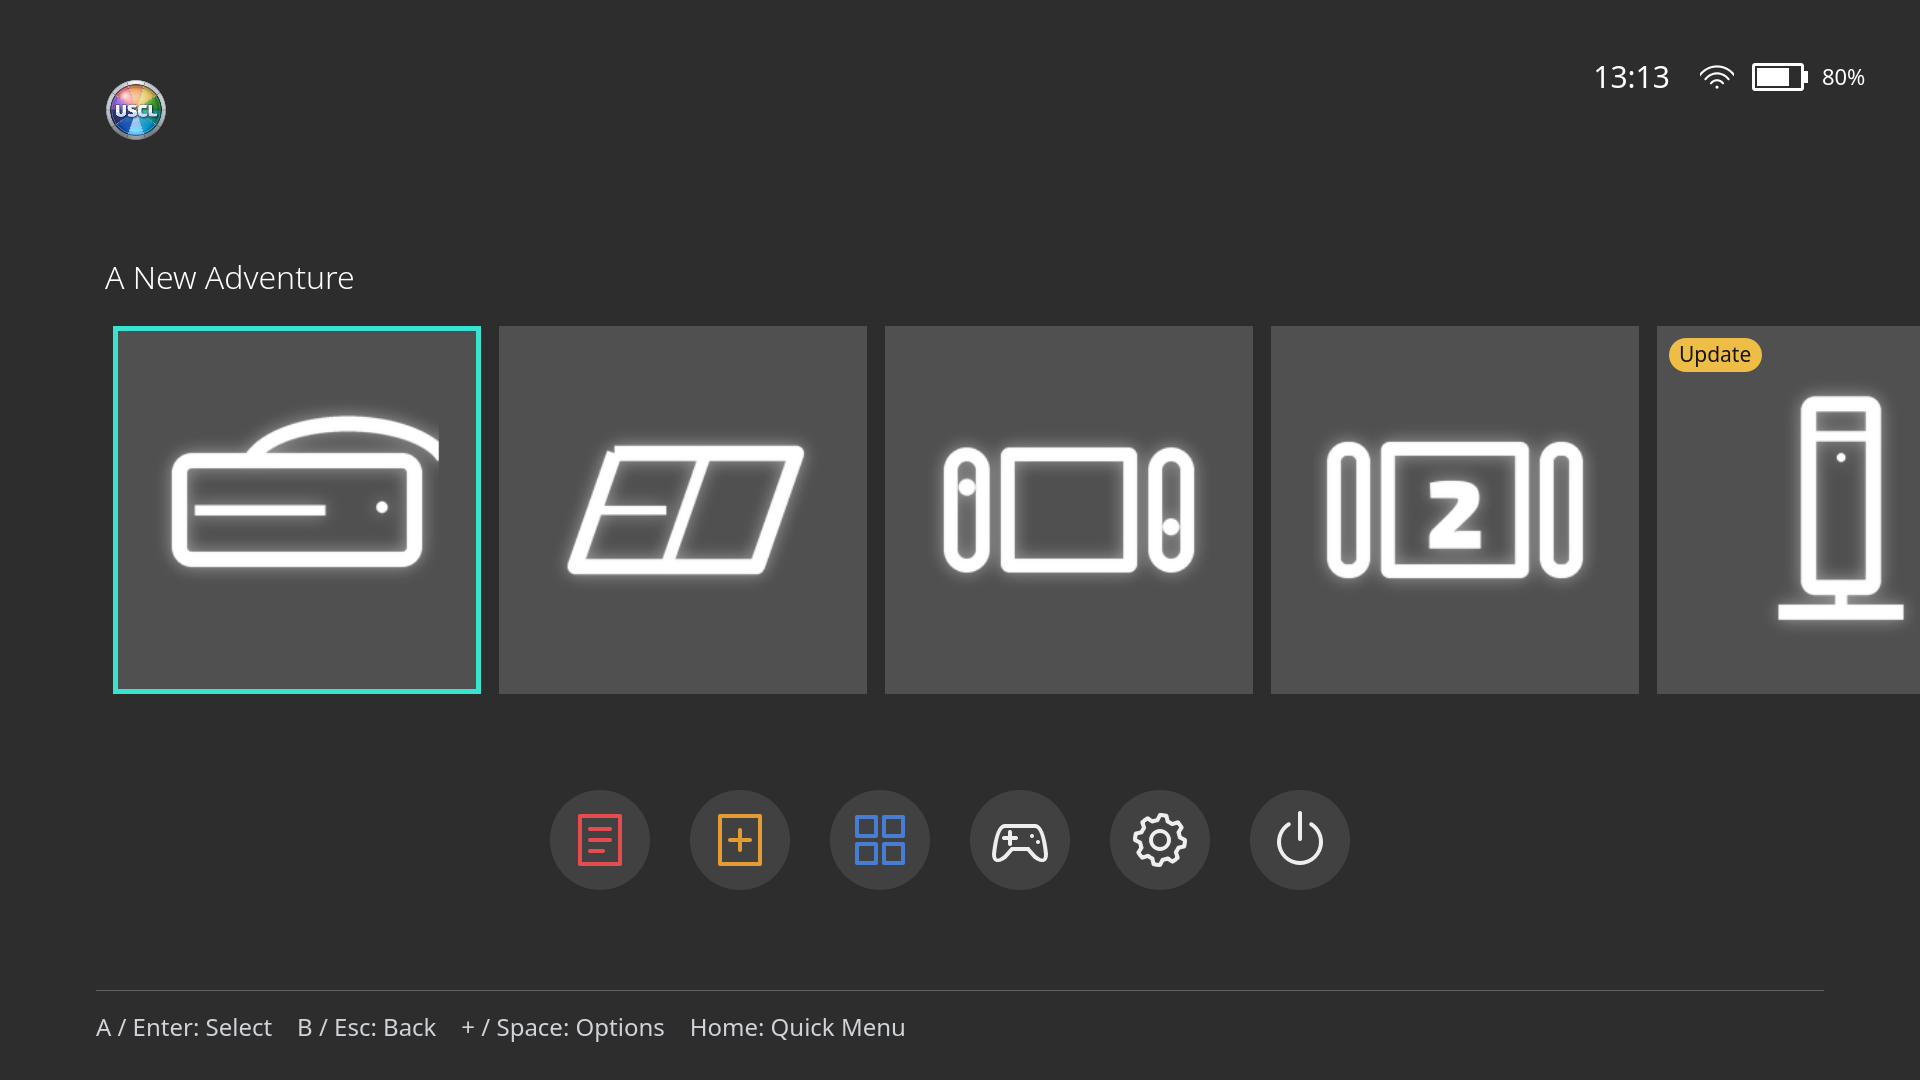 USCL
13:13
80%
A New Adventure
Update
2
A / Enter: Select B / Esc: Back + / Space: Options Home: Quick Menu